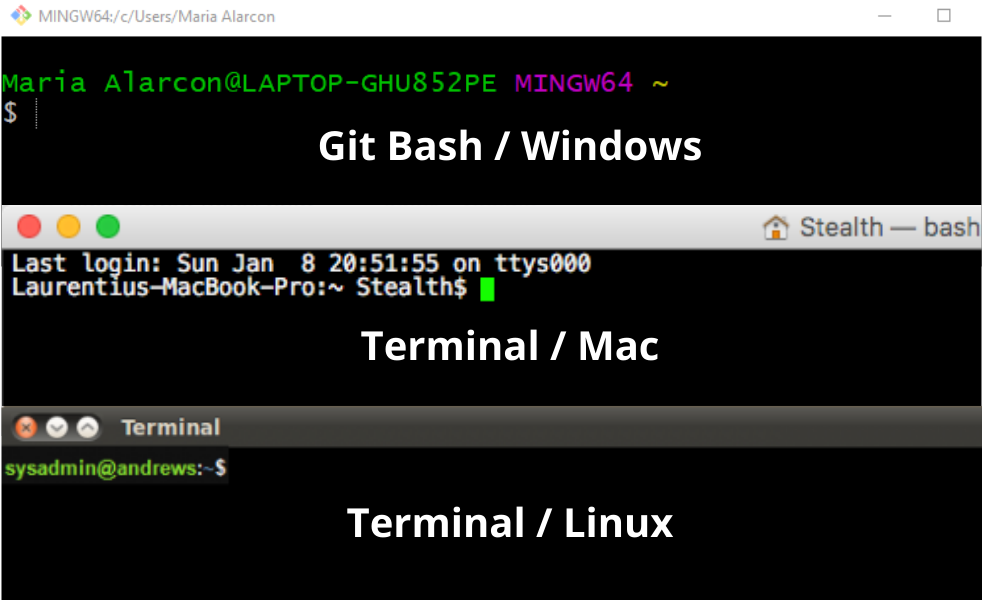 MINGW64:/c/Users/Maria Alarcon
Maria Alarcon@LAPTOP-GHU852PE MINGW64 ~
$
Git Bash / Windows
Stealth — bash
Last login: Sun Jan  8 20:51:55 on ttys000
Laurentius-MacBook-Pro:~ Stealth$
Terminal / Mac
Terminal
sysadmin@andrews:~$
Terminal / Linux